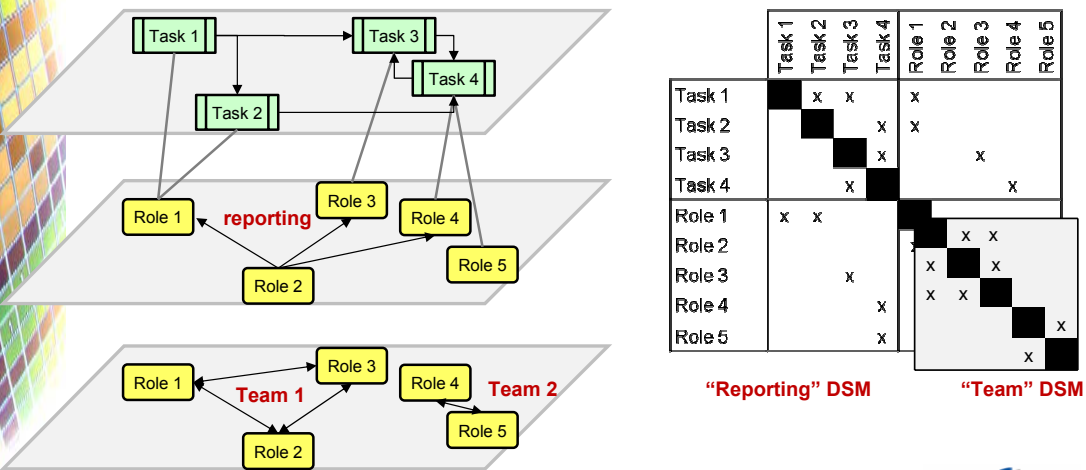 Task 1
Task 3
Task 4
Task 2
Role 1
reporting
Role 3
Role 4
Role 5
Role 2
Role 1
Team 1
Role 3
Role 4
Team 2
Role 5
Role 2
Task 1 Task 2 Task 3 Task 4 Role 1 Role 2 Role 3 Role 4 Role 5
Task 1 x x x
Task 2 x x
Task 3 x x
Task 4 x x
Role 1 x x
Role 2 x x
x x
Role 3 x
x x
Role 4 x
x
Role 5 x
x
“Reporting” DSM
“Team” DSM